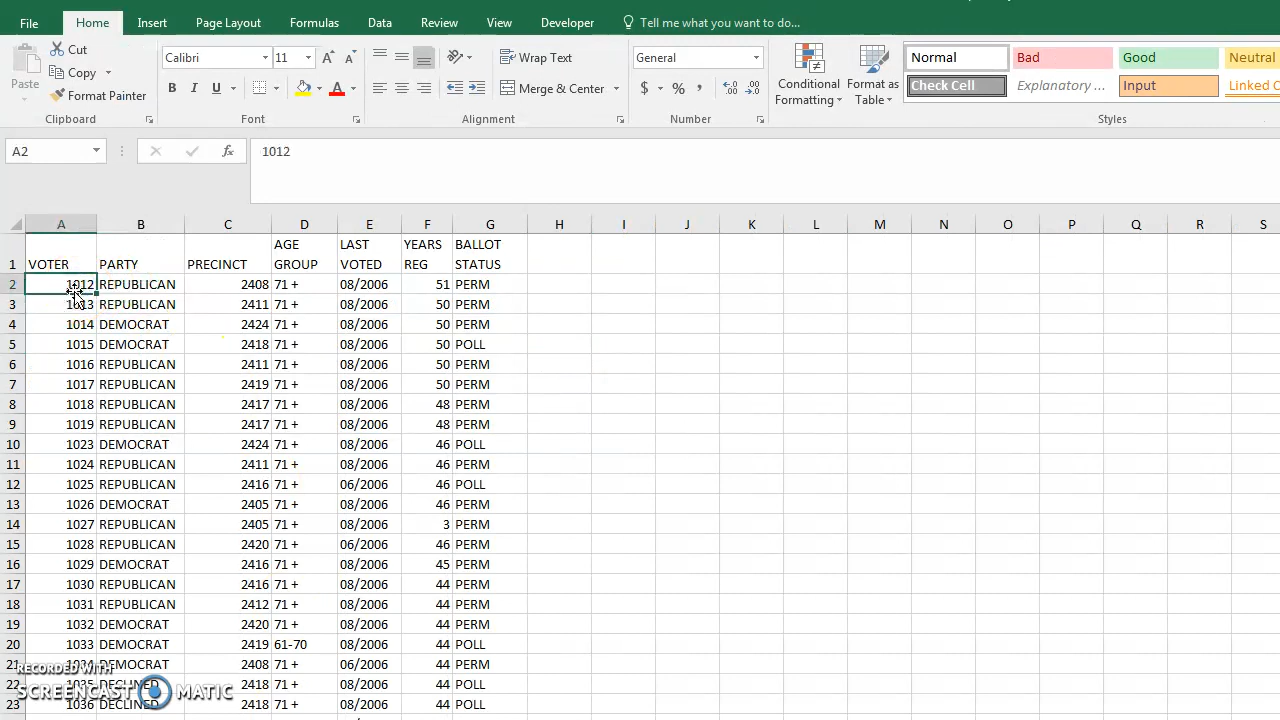 File Home Insert Page Layout Formulas Data Review View Developer Tell me what you want to do...
Paste Cut Copy Format Painter
Calibri 11 A A Wrap Text General Normal Bad Good Neutral
B I U A Merge & Center $ % , Conditional Formatting Format as Table Check Cell Explanatory ... Input Linked C
Clipboard Font Alignment Number Styles
A2 fx 1012
A B C D E F G H I J K L M N O P Q R S
1 VOTER PARTY PRECINCT AGE GROUP LAST VOTED YEARS REG BALLOT STATUS
2 1012 REPUBLICAN 2408 71 + 08/2006 51 PERM
3 1013 REPUBLICAN 2411 71 + 08/2006 50 PERM
4 1014 DEMOCRAT 2424 71 + 08/2006 50 PERM
5 1015 DEMOCRAT 2418 71 + 08/2006 50 POLL
6 1016 REPUBLICAN 2411 71 + 08/2006 50 PERM
7 1017 REPUBLICAN 2419 71 + 08/2006 50 PERM
8 1018 REPUBLICAN 2417 71 + 08/2006 48 PERM
9 1019 REPUBLICAN 2417 71 + 08/2006 48 PERM
10 1023 DEMOCRAT 2424 71 + 08/2006 46 POLL
11 1024 REPUBLICAN 2411 71 + 08/2006 46 PERM
12 1025 REPUBLICAN 2416 71 + 06/2006 46 POLL
13 1026 DEMOCRAT 2405 71 + 08/2006 46 PERM
14 1027 REPUBLICAN 2405 71 + 08/2006 3 PERM
15 1028 REPUBLICAN 2420 71 + 06/2006 46 PERM
16 1029 DEMOCRAT 2416 71 + 08/2006 45 PERM
17 1030 REPUBLICAN 2416 71 + 08/2006 44 PERM
18 1031 REPUBLICAN 2412 71 + 08/2006 44 PERM
19 1032 DEMOCRAT 2420 71 + 08/2006 44 PERM
20 1033 DEMOCRAT 2419 61-70 08/2006 44 POLL
21 1034 DEMOCRAT 2408 71 + 06/2006 44 PERM
22 1035 DECLINED 2418 71 + 08/2006 44 POLL
23 1036 DECLINED 2418 71 + 08/2006 44 POLL
RECORDED WITH
SCREENCAST MATIC